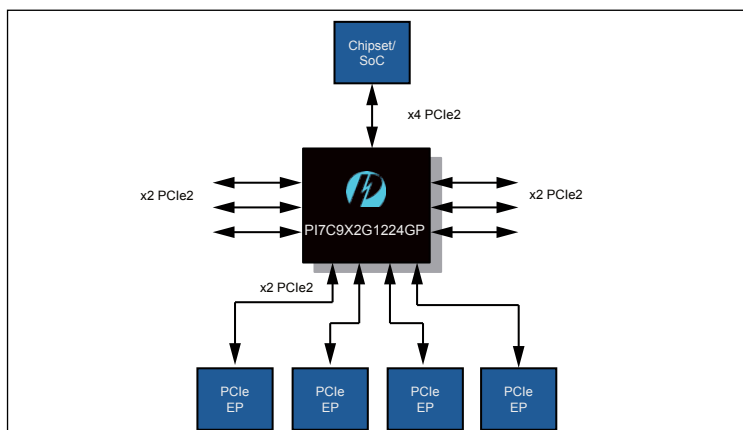 Chipset/
SoC
x4 PCIe2
x2 PCIe2
x2 PCIe2
PI7C9X2G1224GP
x2 PCIe2
PCIe
EP
PCIe
EP
PCIe
EP
PCIe
EP